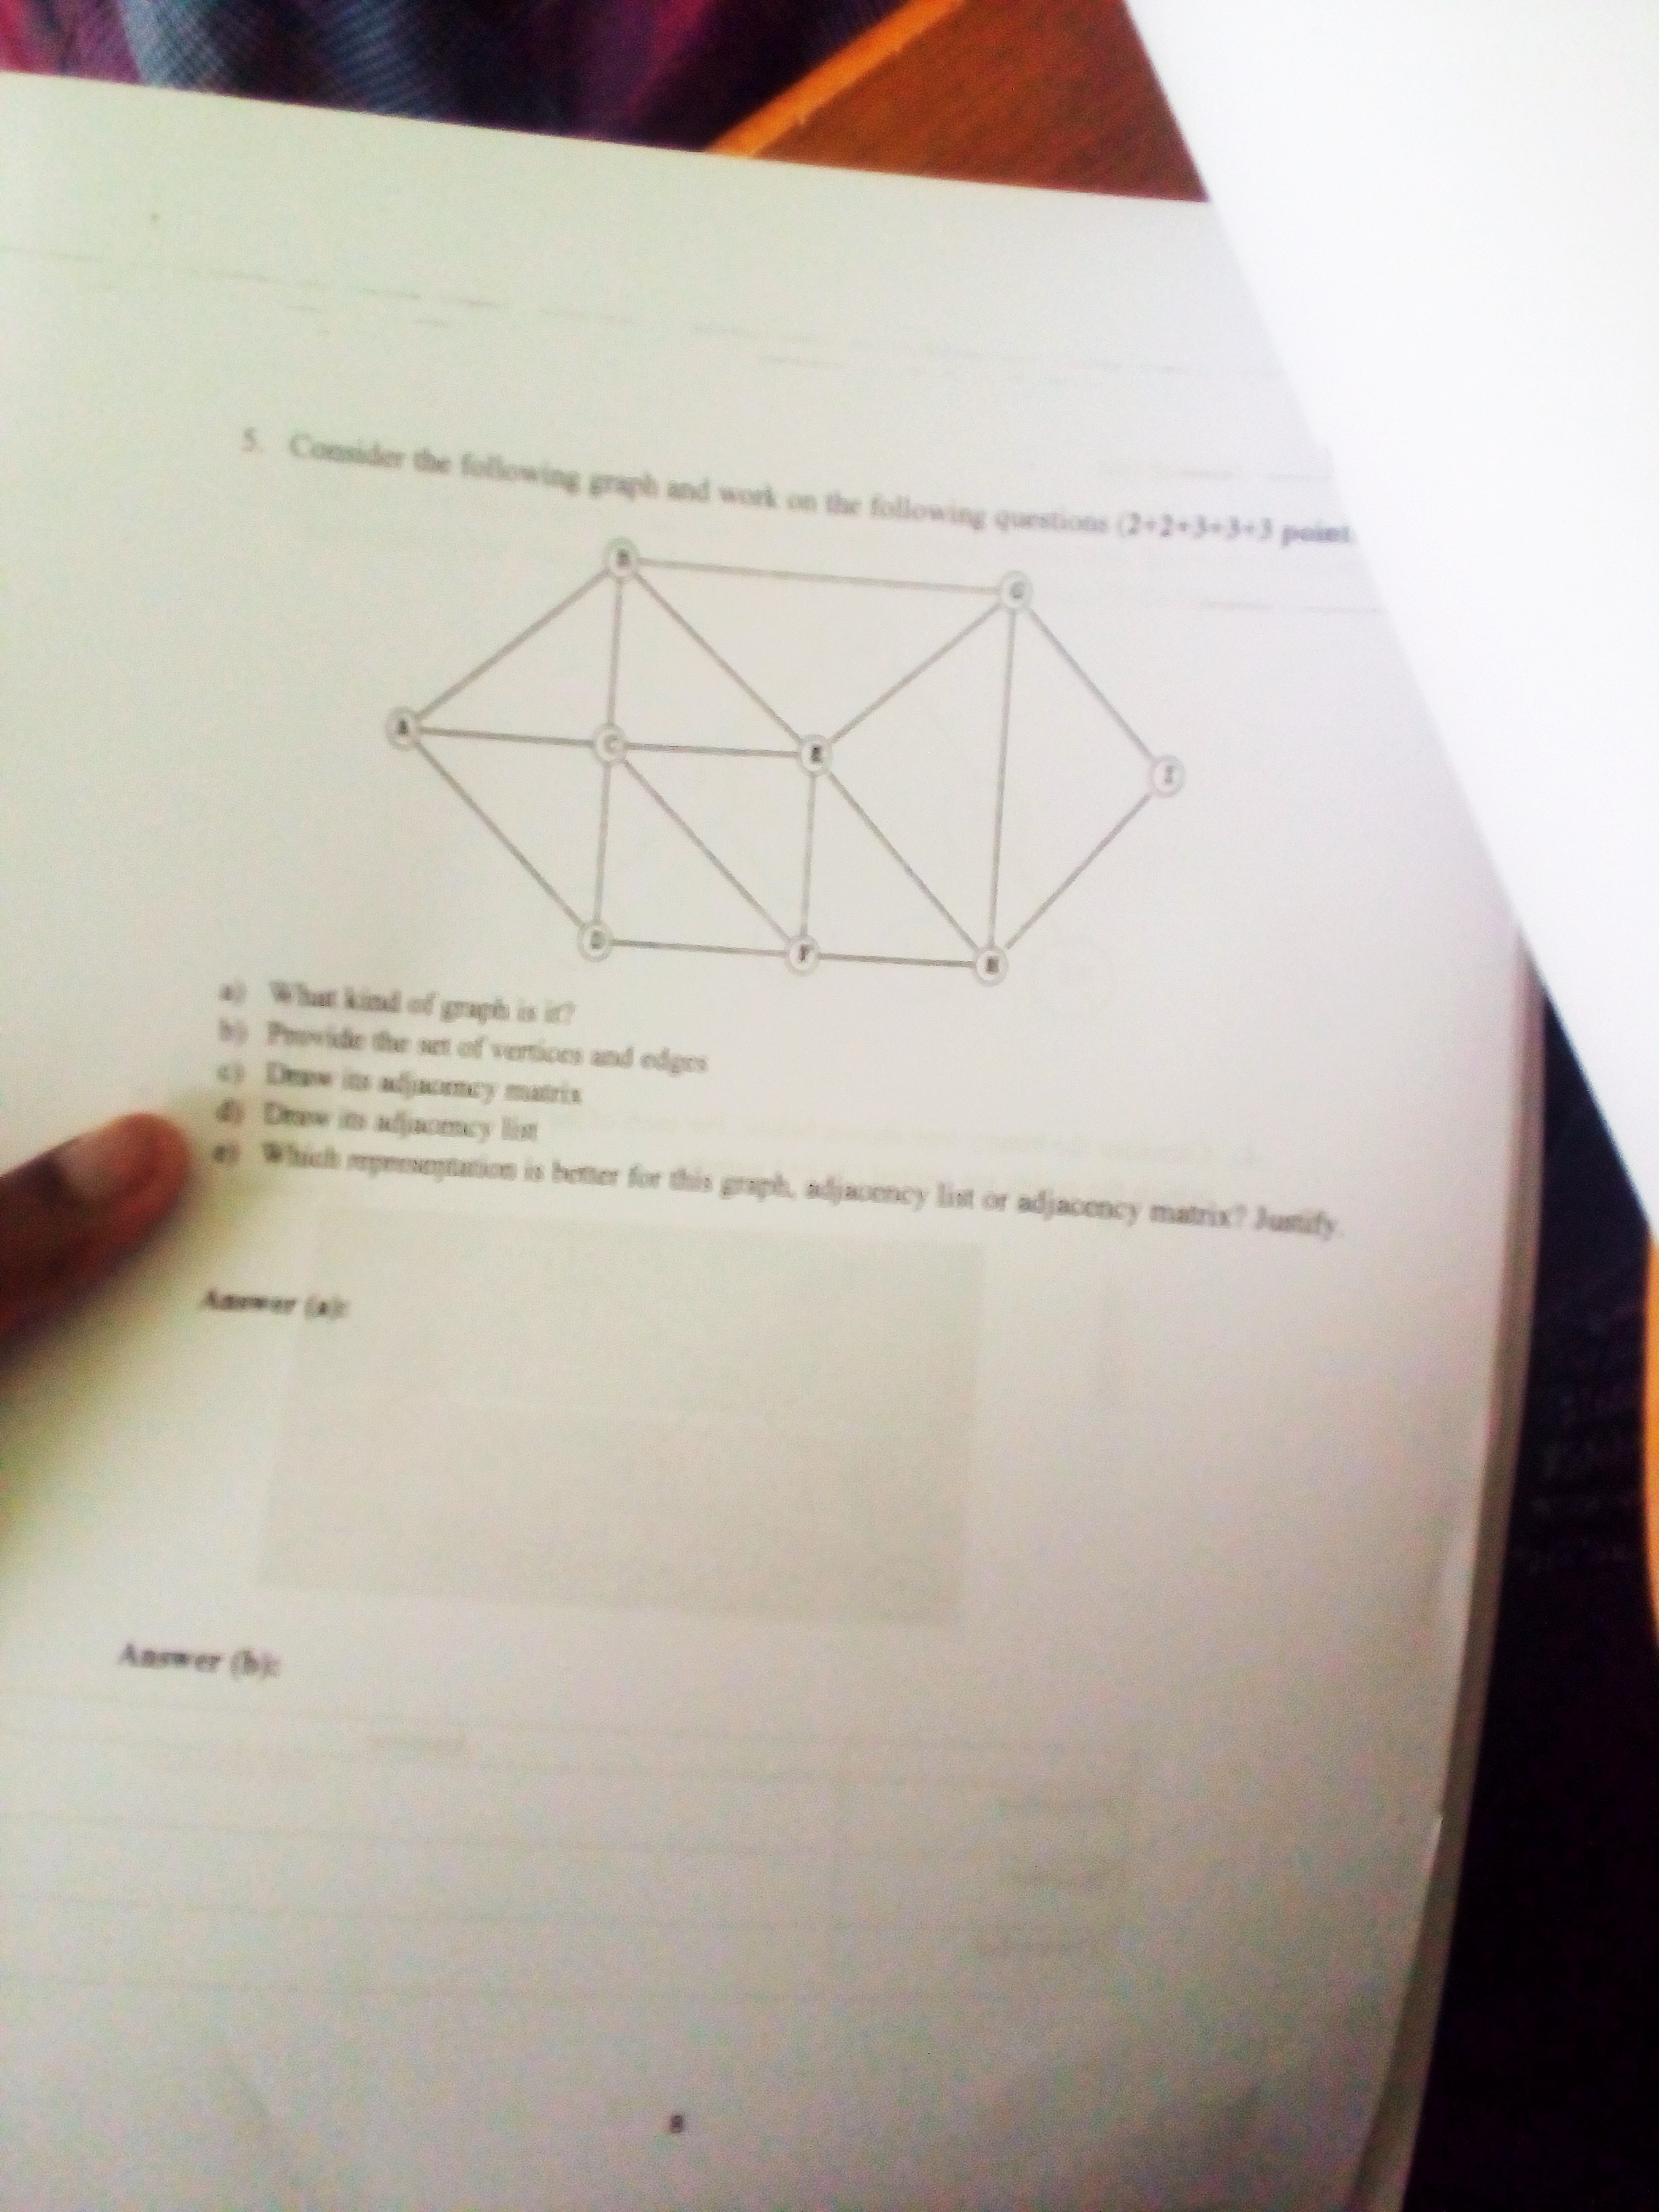 5. Consider the following graph and work on the following questions (2+2+3+3+3 point
B
G
A
C
E
I
D
F
H
a) What kind of graph is it?
b) Provide the set of vertices and edges
c) Draw its adjacency matrix
d) Draw its adjacency list
e) Which representation is better for this graph, adjacency list or adjacency matrix? Justify.
Answer (a):
Answer (b):
8